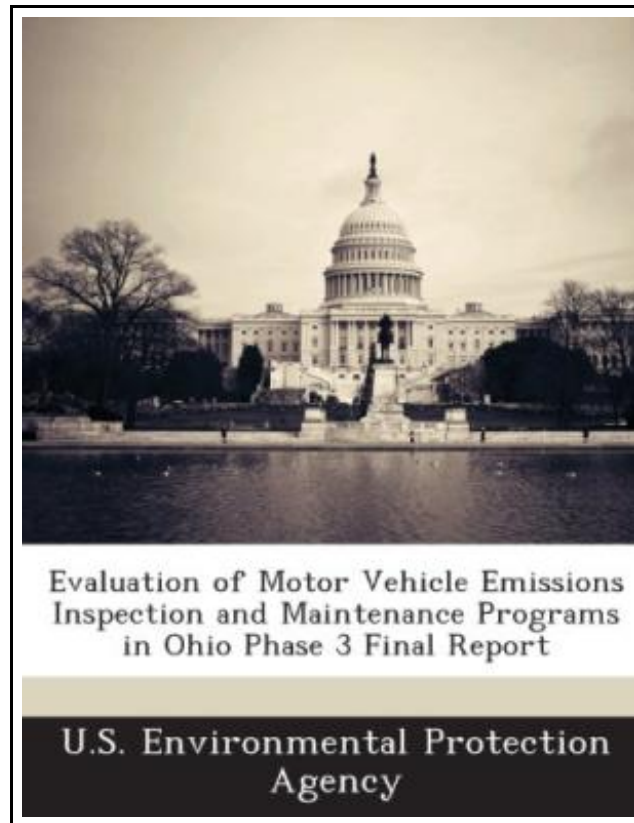 Evaluation of Motor Vehicle Emissions
Inspection and Maintenance Programs
in Ohio Phase 3 Final Report
U.S. Environmental Protection
Agency